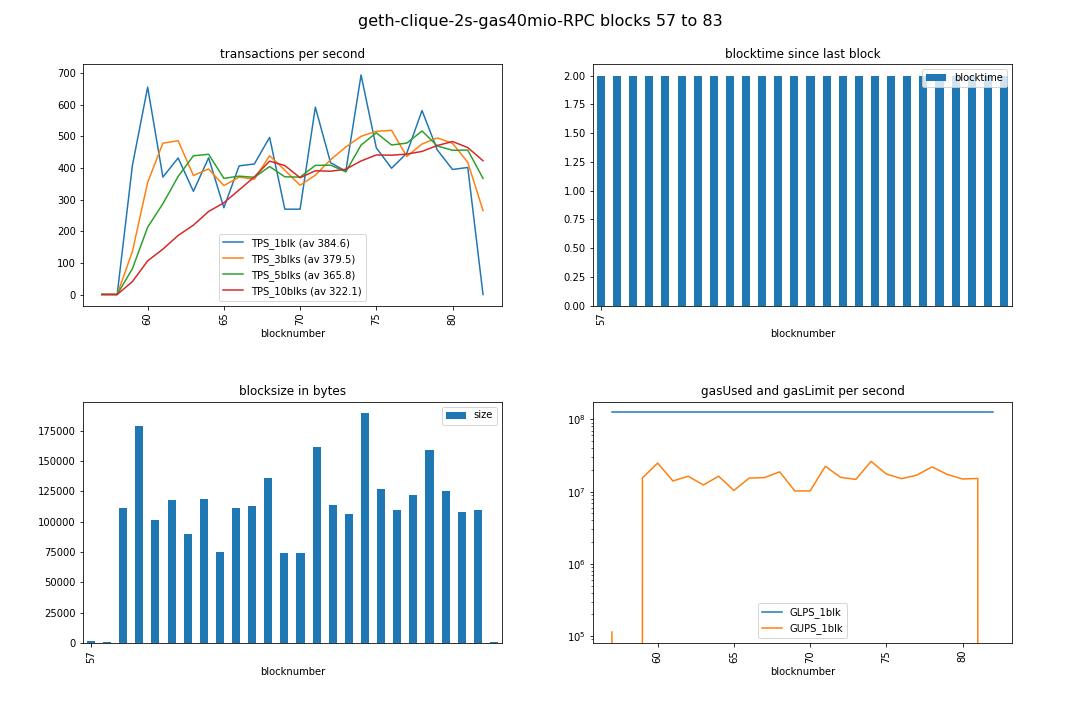 geth-clique-2s-gas40mio-RPC blocks 57 to 83
transactions per second
700
600
500
400
300
200
100
0
60
65
70
75
80
blocknumber
TPS_1blk (av 384.6)
TPS_3blks (av 379.5)
TPS_5blks (av 365.8)
TPS_10blks (av 322.1)
blocktime since last block
2.00
1.75
1.50
1.25
1.00
0.75
0.50
0.25
0.00
57
blocknumber
blocktime
blocksize in bytes
175000
150000
125000
100000
75000
50000
25000
0
57
blocknumber
size
gasUsed and gasLimit per second
10⁸
10⁷
10⁶
10⁵
60
65
70
75
80
blocknumber
GLPS_1blk
GUPS_1blk